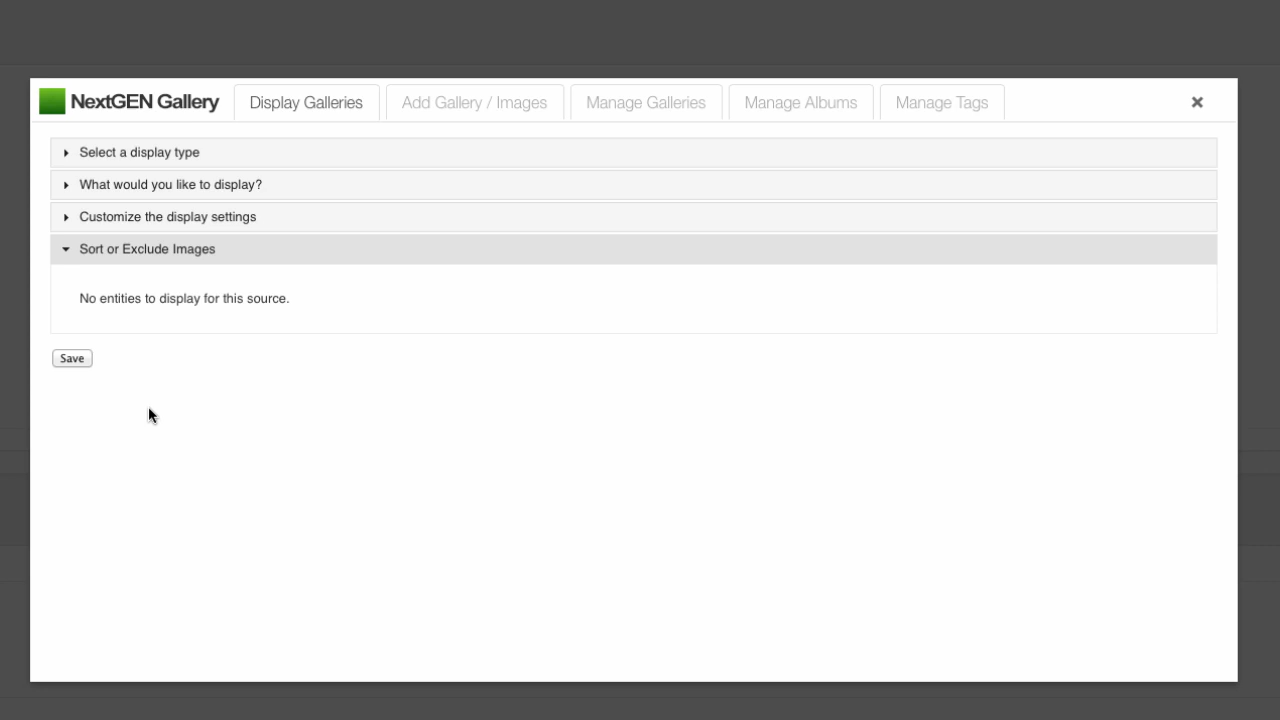 NextGEN Gallery
Display Galleries
Add Gallery / Images
Manage Galleries
Manage Albums
Manage Tags
Select a display type
What would you like to display?
Customize the display settings
Sort or Exclude Images
No entities to display for this source.
Save